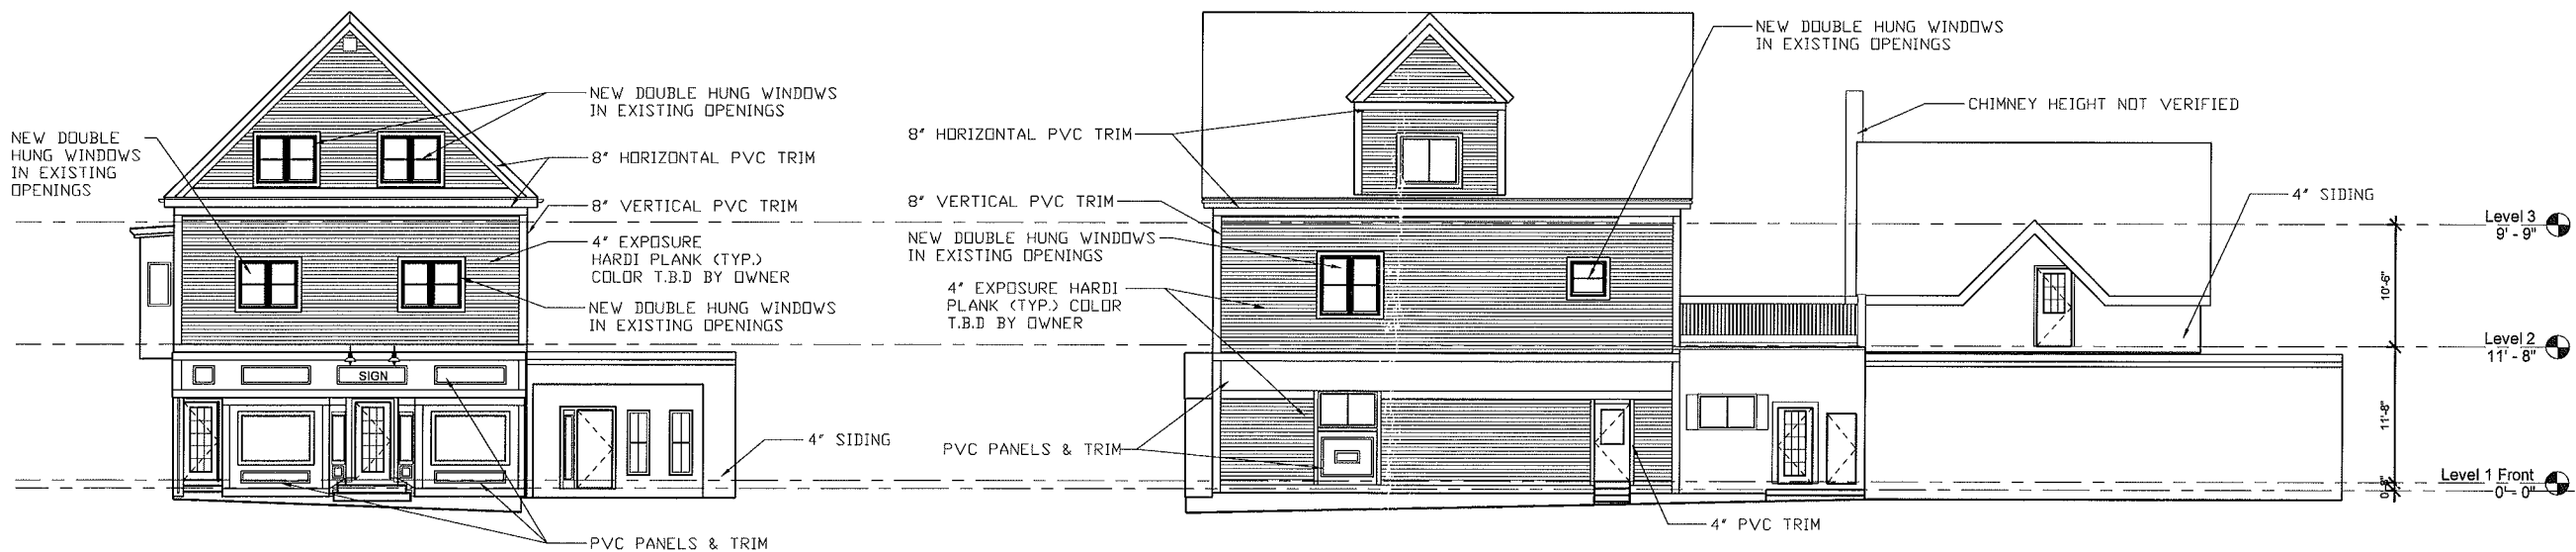 NEW DOUBLE HUNG WINDOWS
IN EXISTING OPENINGS
NEW DOUBLE
HUNG WINDOWS
IN EXISTING
OPENINGS
8" HORIZONTAL PVC TRIM
8" VERTICAL PVC TRIM
4" EXPOSURE
HARDI PLANK (TYP.)
COLOR T.B.D BY OWNER
NEW DOUBLE HUNG WINDOWS
IN EXISTING OPENINGS
SIGN
4" SIDING
PVC PANELS & TRIM
NEW DOUBLE HUNG WINDOWS
IN EXISTING OPENINGS
CHIMNEY HEIGHT NOT VERIFIED
8" HORIZONTAL PVC TRIM
8" VERTICAL PVC TRIM
NEW DOUBLE HUNG WINDOWS
IN EXISTING OPENINGS
4" EXPOSURE HARDI
PLANK (TYP.) COLOR
T.B.D BY OWNER
PVC PANELS & TRIM
4" PVC TRIM
4" SIDING
Level 3
9' - 9"
10'-6"
Level 2
11' - 8"
11'-8"
Level 1 Front
0' - 0"